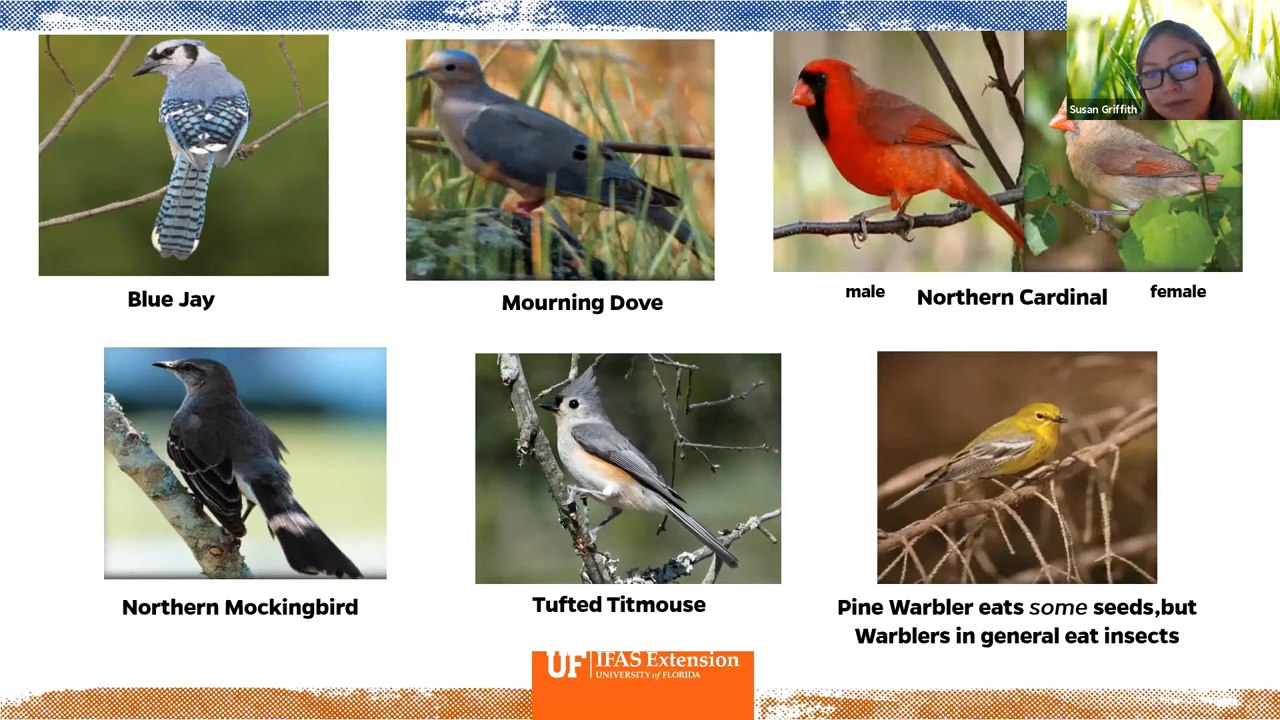 Susan Griffith
Blue Jay
Mourning Dove
male
Northern Cardinal
female
Northern Mockingbird
Tufted Titmouse
Pine Warbler eats some seeds,but
Warblers in general eat insects
UF IFAS Extension
UNIVERSITY of FLORIDA